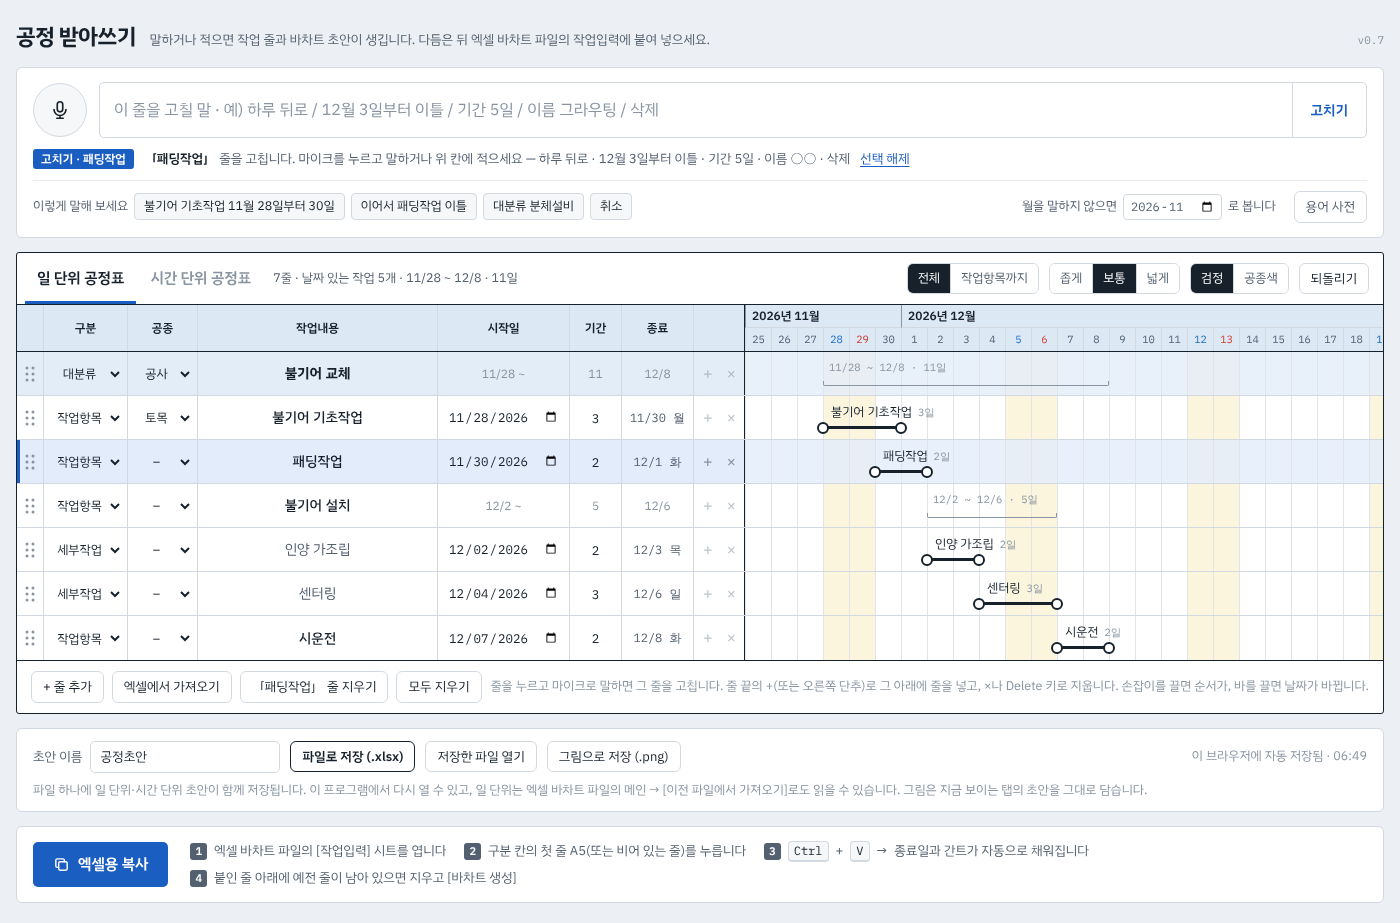 공정 받아쓰기 말하거나 적으면 작업 줄과 바차트 초안이 생깁니다. 다듬은 뒤 엑셀 바차트 파일의 작업입력에 붙여 넣으세요. v0.7
이 줄을 고칠 말 · 예) 하루 뒤로 / 12월 3일부터 이틀 / 기간 5일 / 이름 그라우팅 / 삭제 고치기
고치기 · 패딩작업 「패딩작업」 줄을 고칩니다. 마이크를 누르고 말하거나 위 칸에 적으세요 — 하루 뒤로 · 12월 3일부터 이틀 · 기간 5일 · 이름 ○○ · 삭제 선택 해제
이렇게 말해 보세요 불기어 기초작업 11월 28일부터 30일 이어서 패딩작업 이틀 대분류 분체설비 취소 월을 말하지 않으면 2026-11 로 봅니다 용어 사전
일 단위 공정표 시간 단위 공정표 7줄 · 날짜 있는 작업 5개 · 11/28 ~ 12/8 · 11일 전체 작업항목까지 좁게 보통 넓게 검정 공종색 되돌리기
구분 공종 작업내용 시작일 기간 종료 2026년 11월 2026년 12월
25 26 27 28 29 30 1 2 3 4 5 6 7 8 9 10 11 12 13 14 15 16 17 18 1
대분류 공사 불기어 교체 11/28 ~ 11 12/8 + × 11/28 ~ 12/8 · 11일
작업항목 토목 불기어 기초작업 11/28/2026 3 11/30 월 + × 불기어 기초작업 3일
작업항목 – 패딩작업 11/30/2026 2 12/1 화 + × 패딩작업 2일
작업항목 – 불기어 설치 12/2 ~ 5 12/6 + × 12/2 ~ 12/6 · 5일
세부작업 – 인양 가조립 12/02/2026 2 12/3 목 + × 인양 가조립 2일
세부작업 – 센터링 12/04/2026 3 12/6 일 + × 센터링 3일
작업항목 – 시운전 12/07/2026 2 12/8 화 + × 시운전 2일
+ 줄 추가 엑셀에서 가져오기 「패딩작업」 줄 지우기 모두 지우기 줄을 누르고 마이크로 말하면 그 줄을 고칩니다. 줄 끝의 +(또는 오른쪽 단추)로 그 아래에 줄을 넣고, ×나 Delete 키로 지웁니다. 손잡이를 끌면 순서가, 바를 끌면 날짜가 바뀝니다.
초안 이름 공정초안 파일로 저장 (.xlsx) 저장한 파일 열기 그림으로 저장 (.png) 이 브라우저에 자동 저장됨 · 06:49
파일 하나에 일 단위·시간 단위 초안이 함께 저장됩니다. 이 프로그램에서 다시 열 수 있고, 일 단위는 엑셀 바차트 파일의 메인 → [이전 파일에서 가져오기]로도 읽을 수 있습니다. 그림은 지금 보이는 탭의 초안을 그대로 담습니다.
엑셀용 복사 1 엑셀 바차트 파일의 [작업입력] 시트를 엽니다 2 구분 칸의 첫 줄 A5(또는 비어 있는 줄)를 누릅니다 3 Ctrl + V → 종료일과 간트가 자동으로 채워집니다
4 붙인 줄 아래에 예전 줄이 남아 있으면 지우고 [바차트 생성]